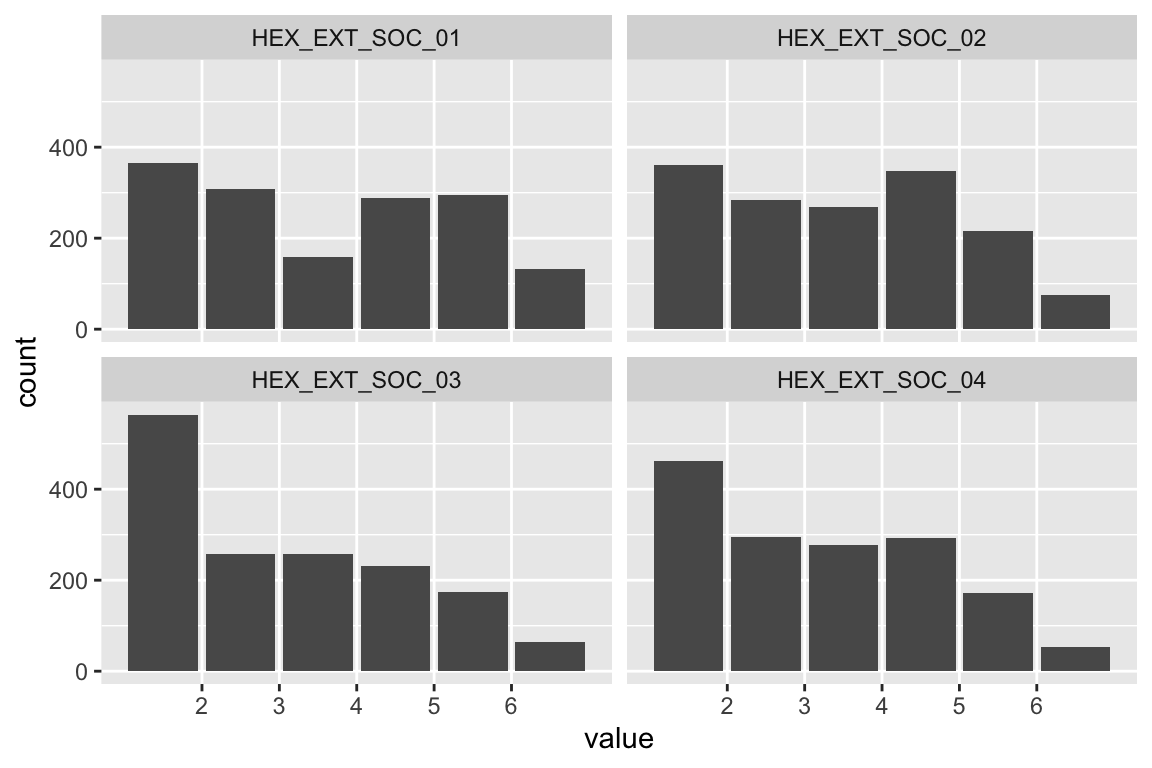 HEX_EXT_SOC_01
HEX_EXT_SOC_02
400
200
0
HEX_EXT_SOC_03
HEX_EXT_SOC_04
400
200
0
2 3 4 5 6
2 3 4 5 6
count
value